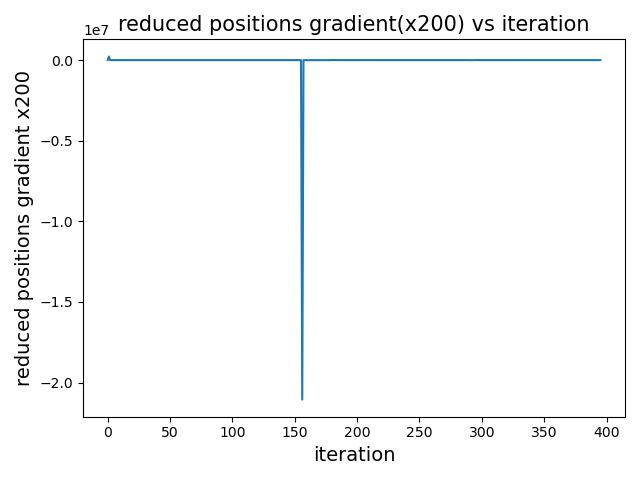 reduced positions gradient(x200) vs iteration
1e7
0.0
−0.5
−1.0
−1.5
−2.0
reduced positions gradient x200
0 50 100 150 200 250 300 350 400
iteration